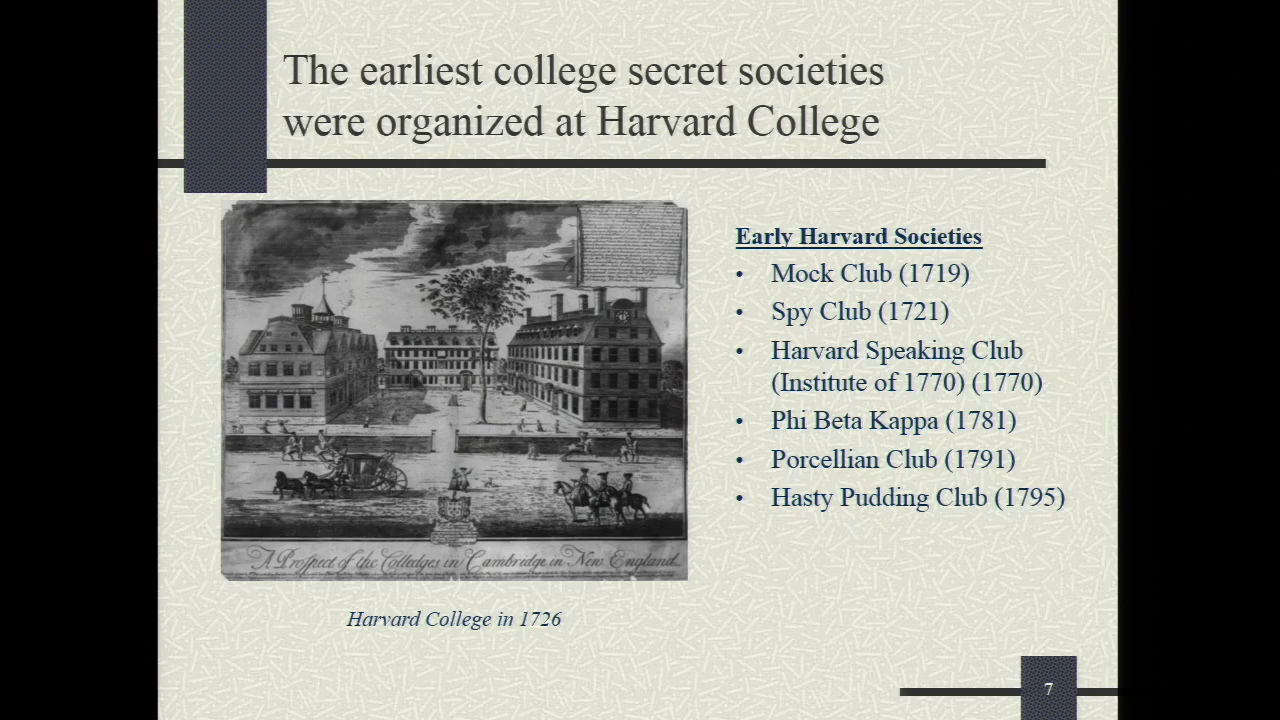 The earliest college secret societies
were organized at Harvard College
Early Harvard Societies
• Mock Club (1719)
• Spy Club (1721)
• Harvard Speaking Club
(Institute of 1770) (1770)
• Phi Beta Kappa (1781)
• Porcellian Club (1791)
• Hasty Pudding Club (1795)
A Prospect of the Colledges in Cambridge in New England
Harvard College in 1726
7